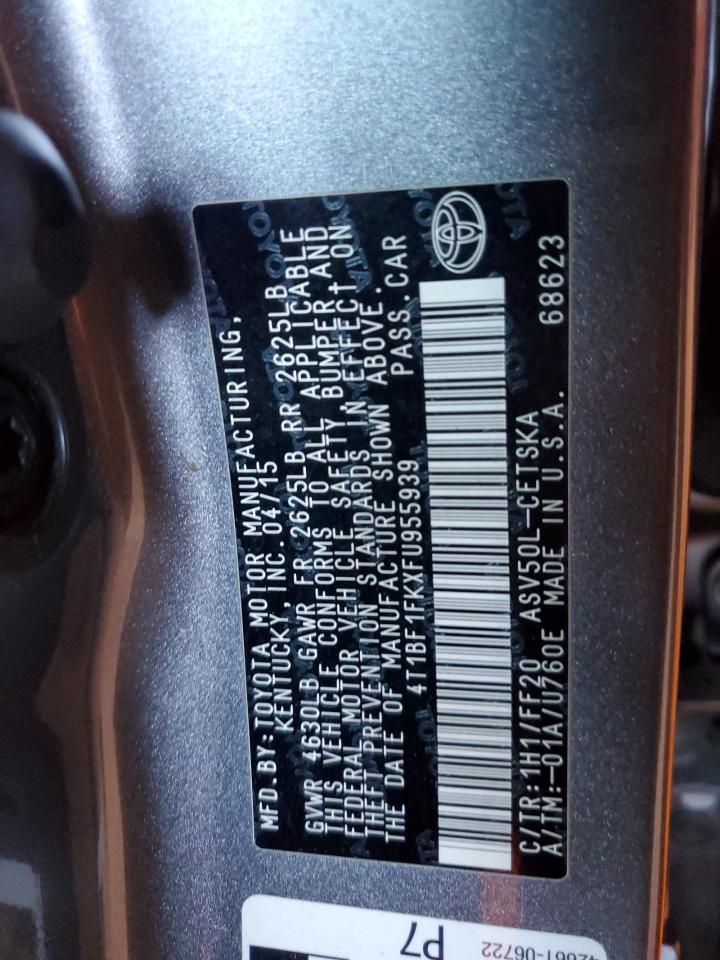 MFD.BY:TOYOTA MOTOR MANUFACTURING,
KENTUCKY, INC. 04/15
GVWR 4630LB GAWR FR 2625LB RR 2625LB
THIS VEHICLE CONFORMS TO ALL APPLICABLE
FEDERAL MOTOR VEHICLE SAFETY, BUMPER, AND
THEFT PREVENTION STANDARDS IN EFFECT ON
THE DATE OF MANUFACTURE SHOWN ABOVE.
4T1BF1FKXFU955939 PASS.CAR
C/TR:1H1/FF20 ASV50L-CETSKA
A/TM:-01A/U760E MADE IN U.S.A. 68623
P7
42661-06722